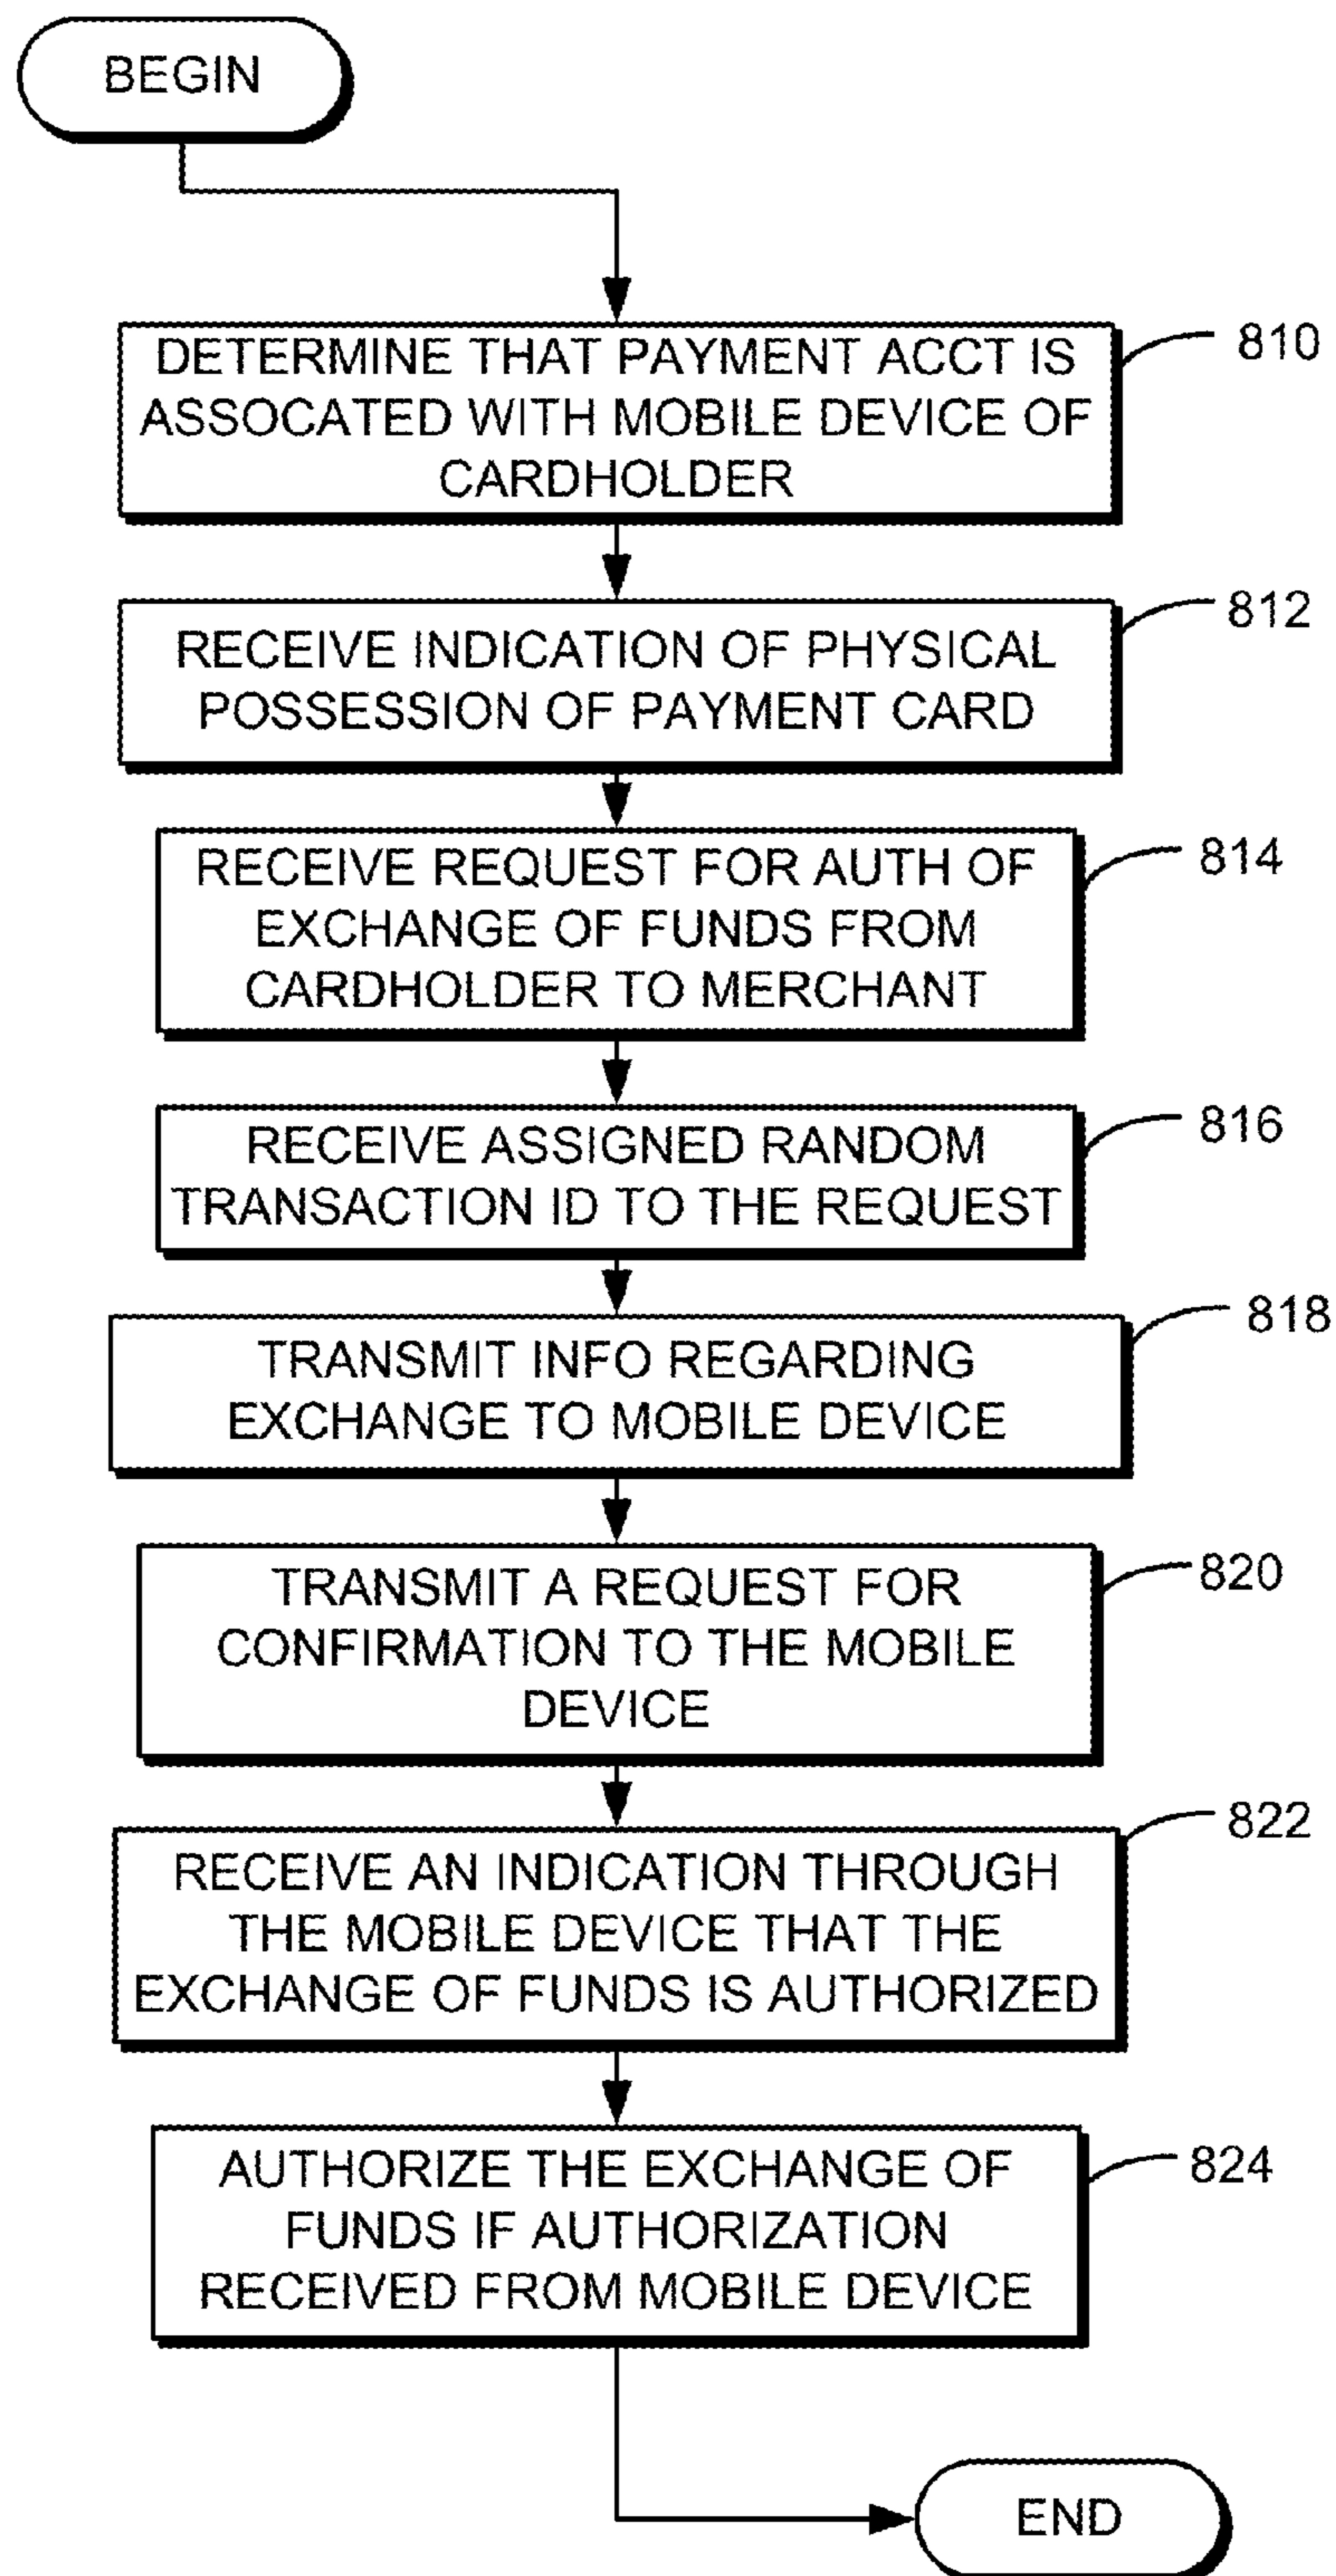 BEGIN
DETERMINE THAT PAYMENT ACCT IS
ASSOCATED WITH MOBILE DEVICE OF
CARDHOLDER
810
RECEIVE INDICATION OF PHYSICAL
POSSESSION OF PAYMENT CARD
812
RECEIVE REQUEST FOR AUTH OF
EXCHANGE OF FUNDS FROM
CARDHOLDER TO MERCHANT
814
RECEIVE ASSIGNED RANDOM
TRANSACTION ID TO THE REQUEST
816
TRANSMIT INFO REGARDING
EXCHANGE TO MOBILE DEVICE
818
TRANSMIT A REQUEST FOR
CONFIRMATION TO THE MOBILE
DEVICE
820
RECEIVE AN INDICATION THROUGH
THE MOBILE DEVICE THAT THE
EXCHANGE OF FUNDS IS AUTHORIZED
822
AUTHORIZE THE EXCHANGE OF
FUNDS IF AUTHORIZATION
RECEIVED FROM MOBILE DEVICE
824
END